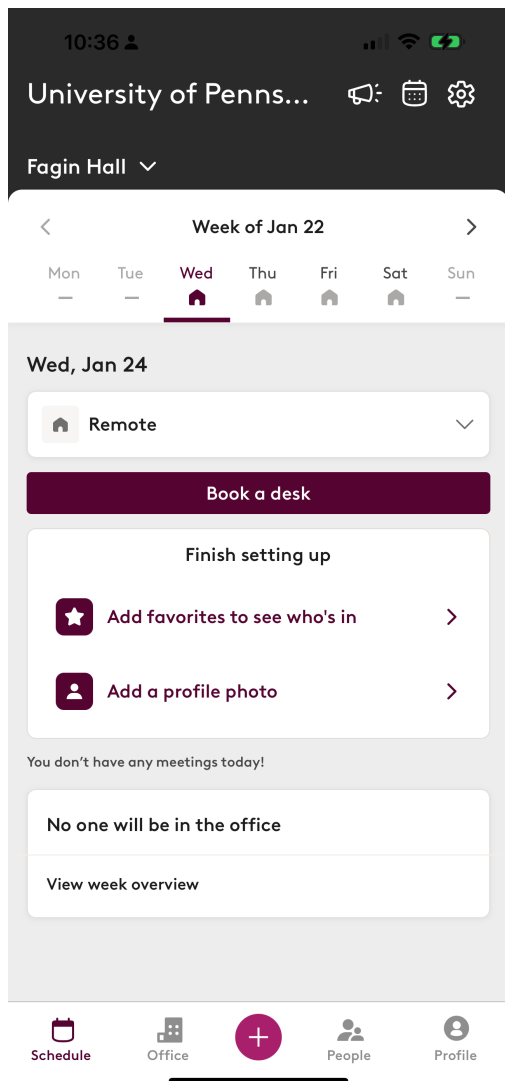 10:36
University of Penns...
Fagin Hall
Week of Jan 22
Mon Tue Wed Thu Fri Sat Sun
Wed, Jan 24
Remote
Book a desk
Finish setting up
Add favorites to see who's in
Add a profile photo
You don’t have any meetings today!
No one will be in the office
View week overview
Schedule Office People Profile